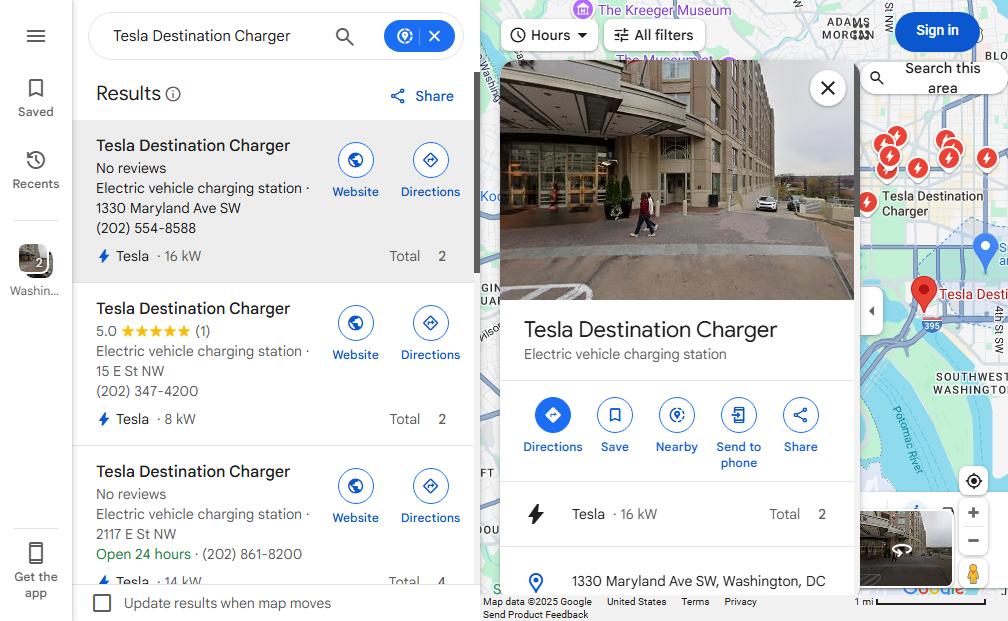 Tesla Destination Charger
Saved
Recents
2
Washin...
Get the
app
Results
Share
Tesla Destination Charger
No reviews
Electric vehicle charging station ·
1330 Maryland Ave SW
(202) 554-8588
Website
Directions
Tesla · 16 kW
Total 2
Tesla Destination Charger
5.0 (1)
Electric vehicle charging station ·
15 E St NW
(202) 347-4200
Website
Directions
Tesla · 8 kW
Total 2
Tesla Destination Charger
No reviews
Electric vehicle charging station ·
2117 E St NW
Open 24 hours · (202) 861-8200
Website
Directions
Tesla · 14 kW
Total 4
Update results when map moves
The Kreeger Museum
Hours
All filters
ADAMS
MORGAN
Sign in
Search this
area
Tesla Destination Charger
Electric vehicle charging station
Directions
Save
Nearby
Send to
phone
Share
Tesla · 16 kW
Total 2
1330 Maryland Ave SW, Washington, DC
Tesla Destination
Charger
395
4th St SW
SOUTHWEST
WASHINGTO
Potomac River
Google
Map data ©2025 Google
United States
Terms
Privacy
1 mi
Send Product Feedback